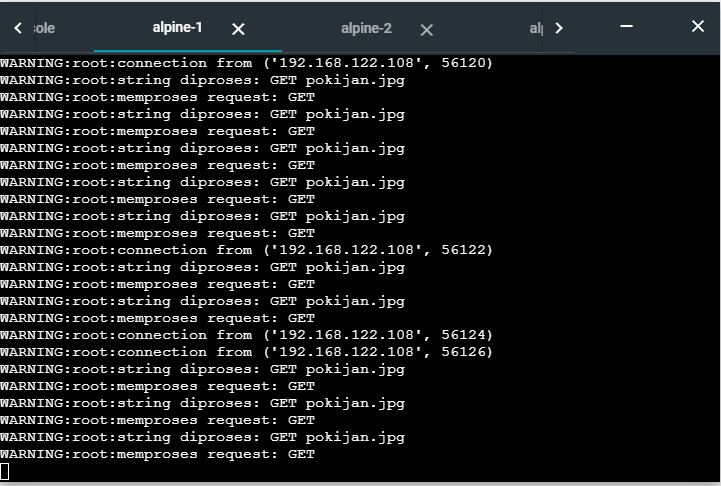 sole
alpine-1
alpine-2
alp
WARNING:root:connection from ('192.168.122.108', 56120)
WARNING:root:string diproses: GET pokijan.jpg
WARNING:root:memproses request: GET
WARNING:root:string diproses: GET pokijan.jpg
WARNING:root:memproses request: GET
WARNING:root:string diproses: GET pokijan.jpg
WARNING:root:memproses request: GET
WARNING:root:string diproses: GET pokijan.jpg
WARNING:root:memproses request: GET
WARNING:root:string diproses: GET pokijan.jpg
WARNING:root:memproses request: GET
WARNING:root:connection from ('192.168.122.108', 56122)
WARNING:root:string diproses: GET pokijan.jpg
WARNING:root:memproses request: GET
WARNING:root:string diproses: GET pokijan.jpg
WARNING:root:memproses request: GET
WARNING:root:connection from ('192.168.122.108', 56124)
WARNING:root:connection from ('192.168.122.108', 56126)
WARNING:root:string diproses: GET pokijan.jpg
WARNING:root:memproses request: GET
WARNING:root:string diproses: GET pokijan.jpg
WARNING:root:memproses request: GET
WARNING:root:string diproses: GET pokijan.jpg
WARNING:root:memproses request: GET